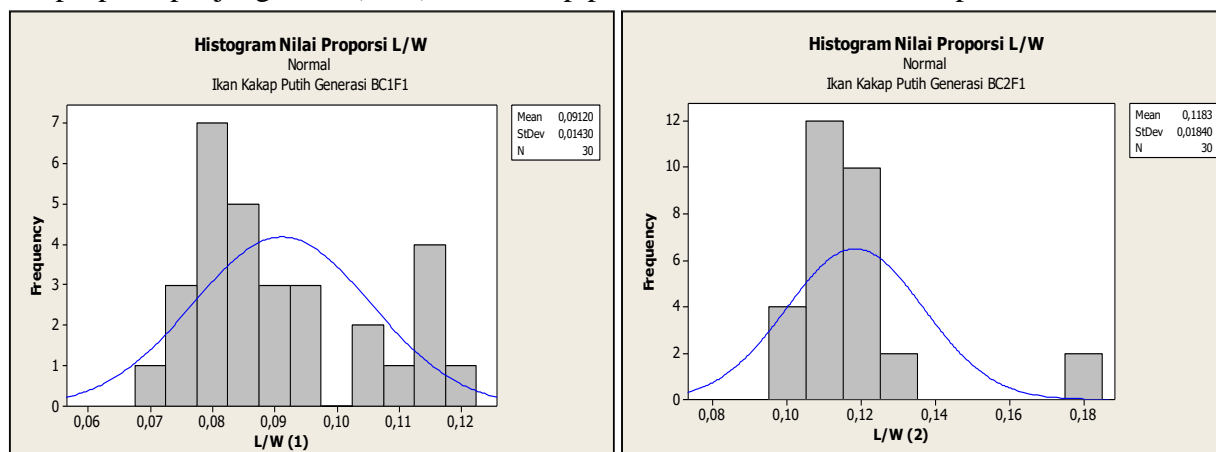 Histogram Nilai Proporsi L/W
Normal
Ikan Kakap Putih Generasi BC1F1
Mean 0,09120
StDev 0,01430
N 30
7
6
5
4
3
2
1
0
Frequency
0,06 0,07 0,08 0,09 0,10 0,11 0,12
L/W (1)
Histogram Nilai Proporsi L/W
Normal
Ikan Kakap Putih Generasi BC2F1
Mean 0,1183
StDev 0,01840
N 30
12
10
8
6
4
2
0
Frequency
0,08 0,10 0,12 0,14 0,16 0,18
L/W (2)